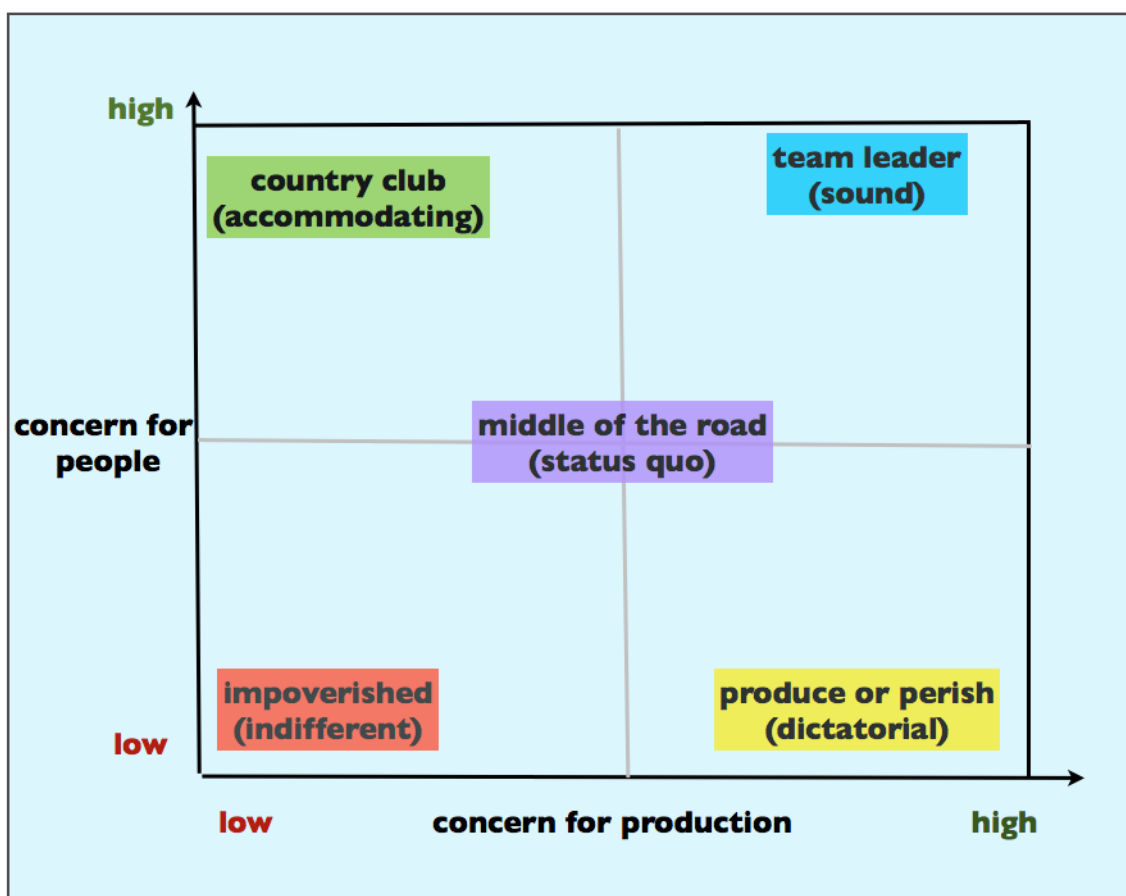 high
country club
(accommodating)
team leader
(sound)
concern for
people
middle of the road
(status quo)
impoverished
(indifferent)
produce or perish
(dictatorial)
low
low
concern for production
high